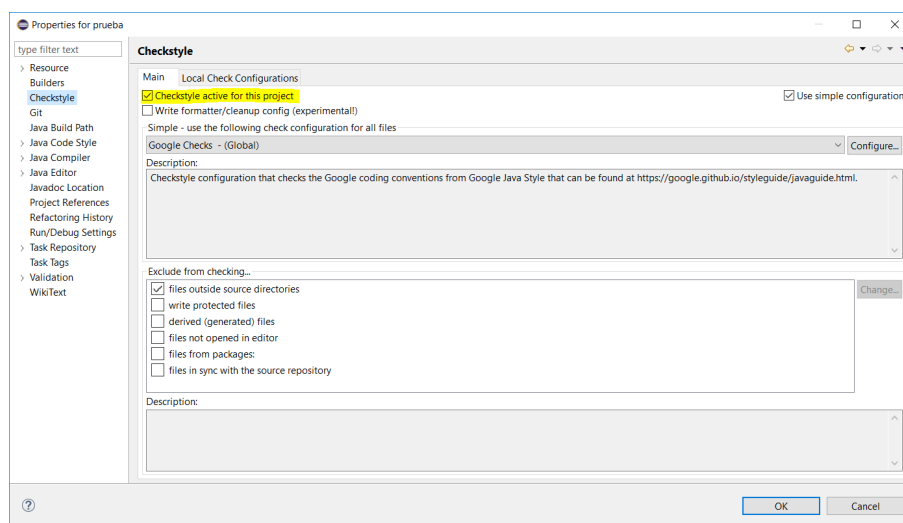 Properties for prueba
type filter text
Checkstyle
Resource
Builders
Checkstyle
Git
Java Build Path
Java Code Style
Java Compiler
Java Editor
Javadoc Location
Project References
Refactoring History
Run/Debug Settings
Task Repository
Task Tags
Validation
WikiText
Main Local Check Configurations
Checkstyle active for this project Use simple configuration
Write formatter/cleanup config (experimental!)
Simple - use the following check configuration for all files
Google Checks - (Global) Configure...
Description:
Checkstyle configuration that checks the Google coding conventions from Google Java Style that can be found at https://google.github.io/styleguide/javaguide.html.
Exclude from checking...
files outside source directories Change...
write protected files
derived (generated) files
files not opened in editor
files from packages:
files in sync with the source repository
Description:
OK Cancel